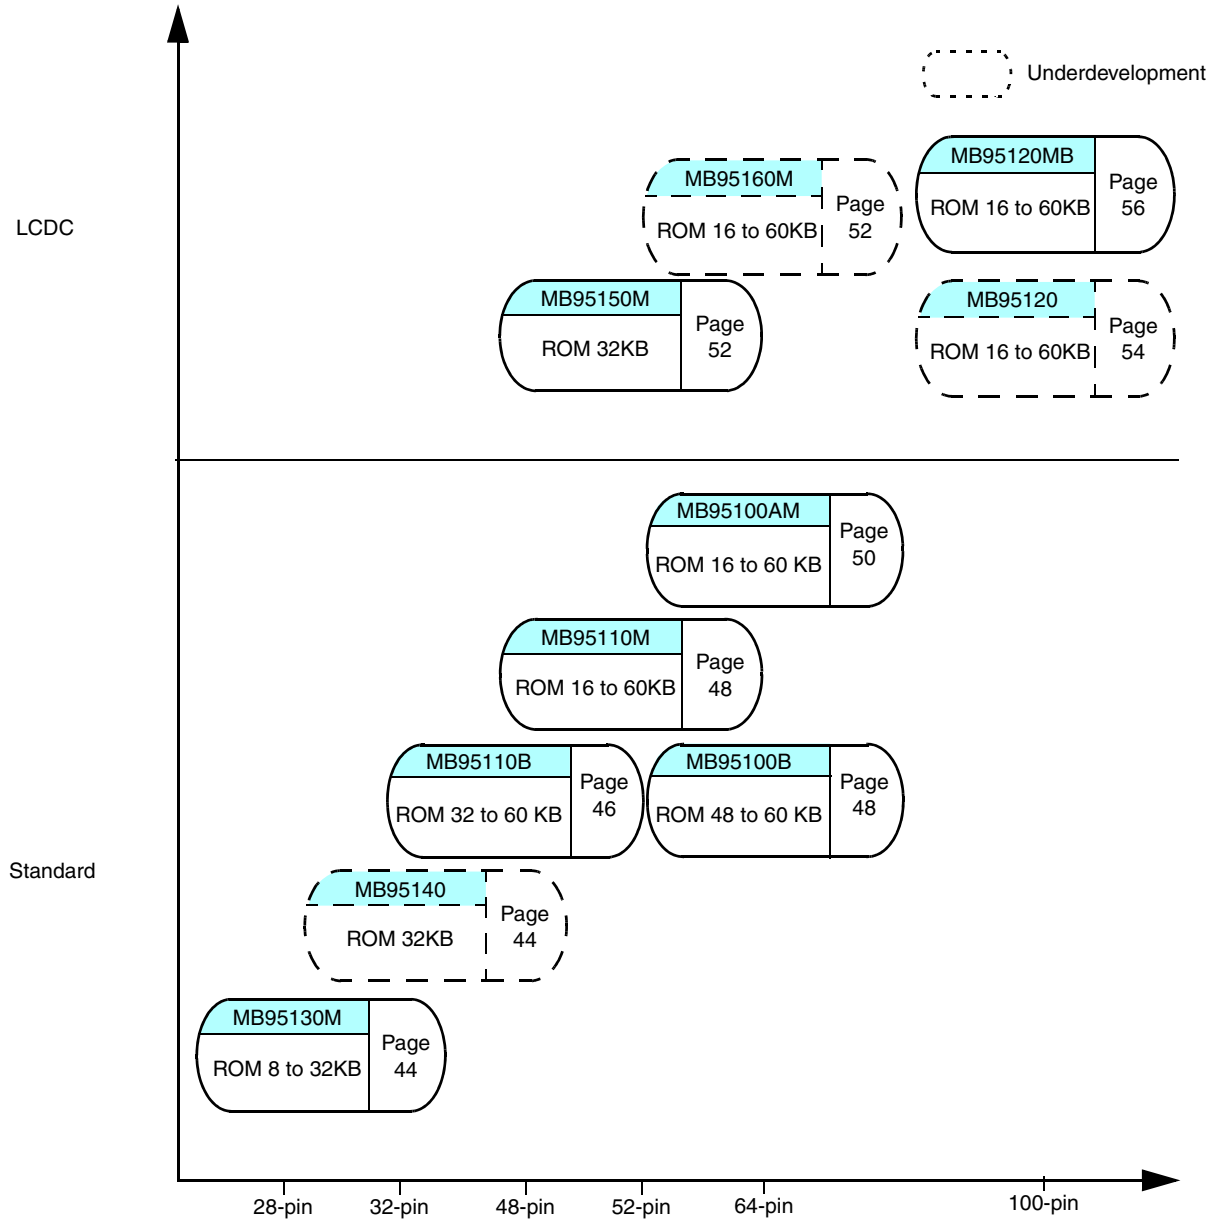 Underdevelopment
LCDC
MB95160M
ROM 16 to 60KB
Page
52
MB95120MB
ROM 16 to 60KB
Page
56
MB95150M
ROM 32KB
Page
52
MB95120
ROM 16 to 60KB
Page
54
MB95100AM
ROM 16 to 60 KB
Page
50
MB95110M
ROM 16 to 60KB
Page
48
MB95110B
ROM 32 to 60 KB
Page
46
MB95100B
ROM 48 to 60 KB
Page
48
Standard
MB95140
ROM 32KB
Page
44
MB95130M
ROM 8 to 32KB
Page
44
28-pin
32-pin
48-pin
52-pin
64-pin
100-pin